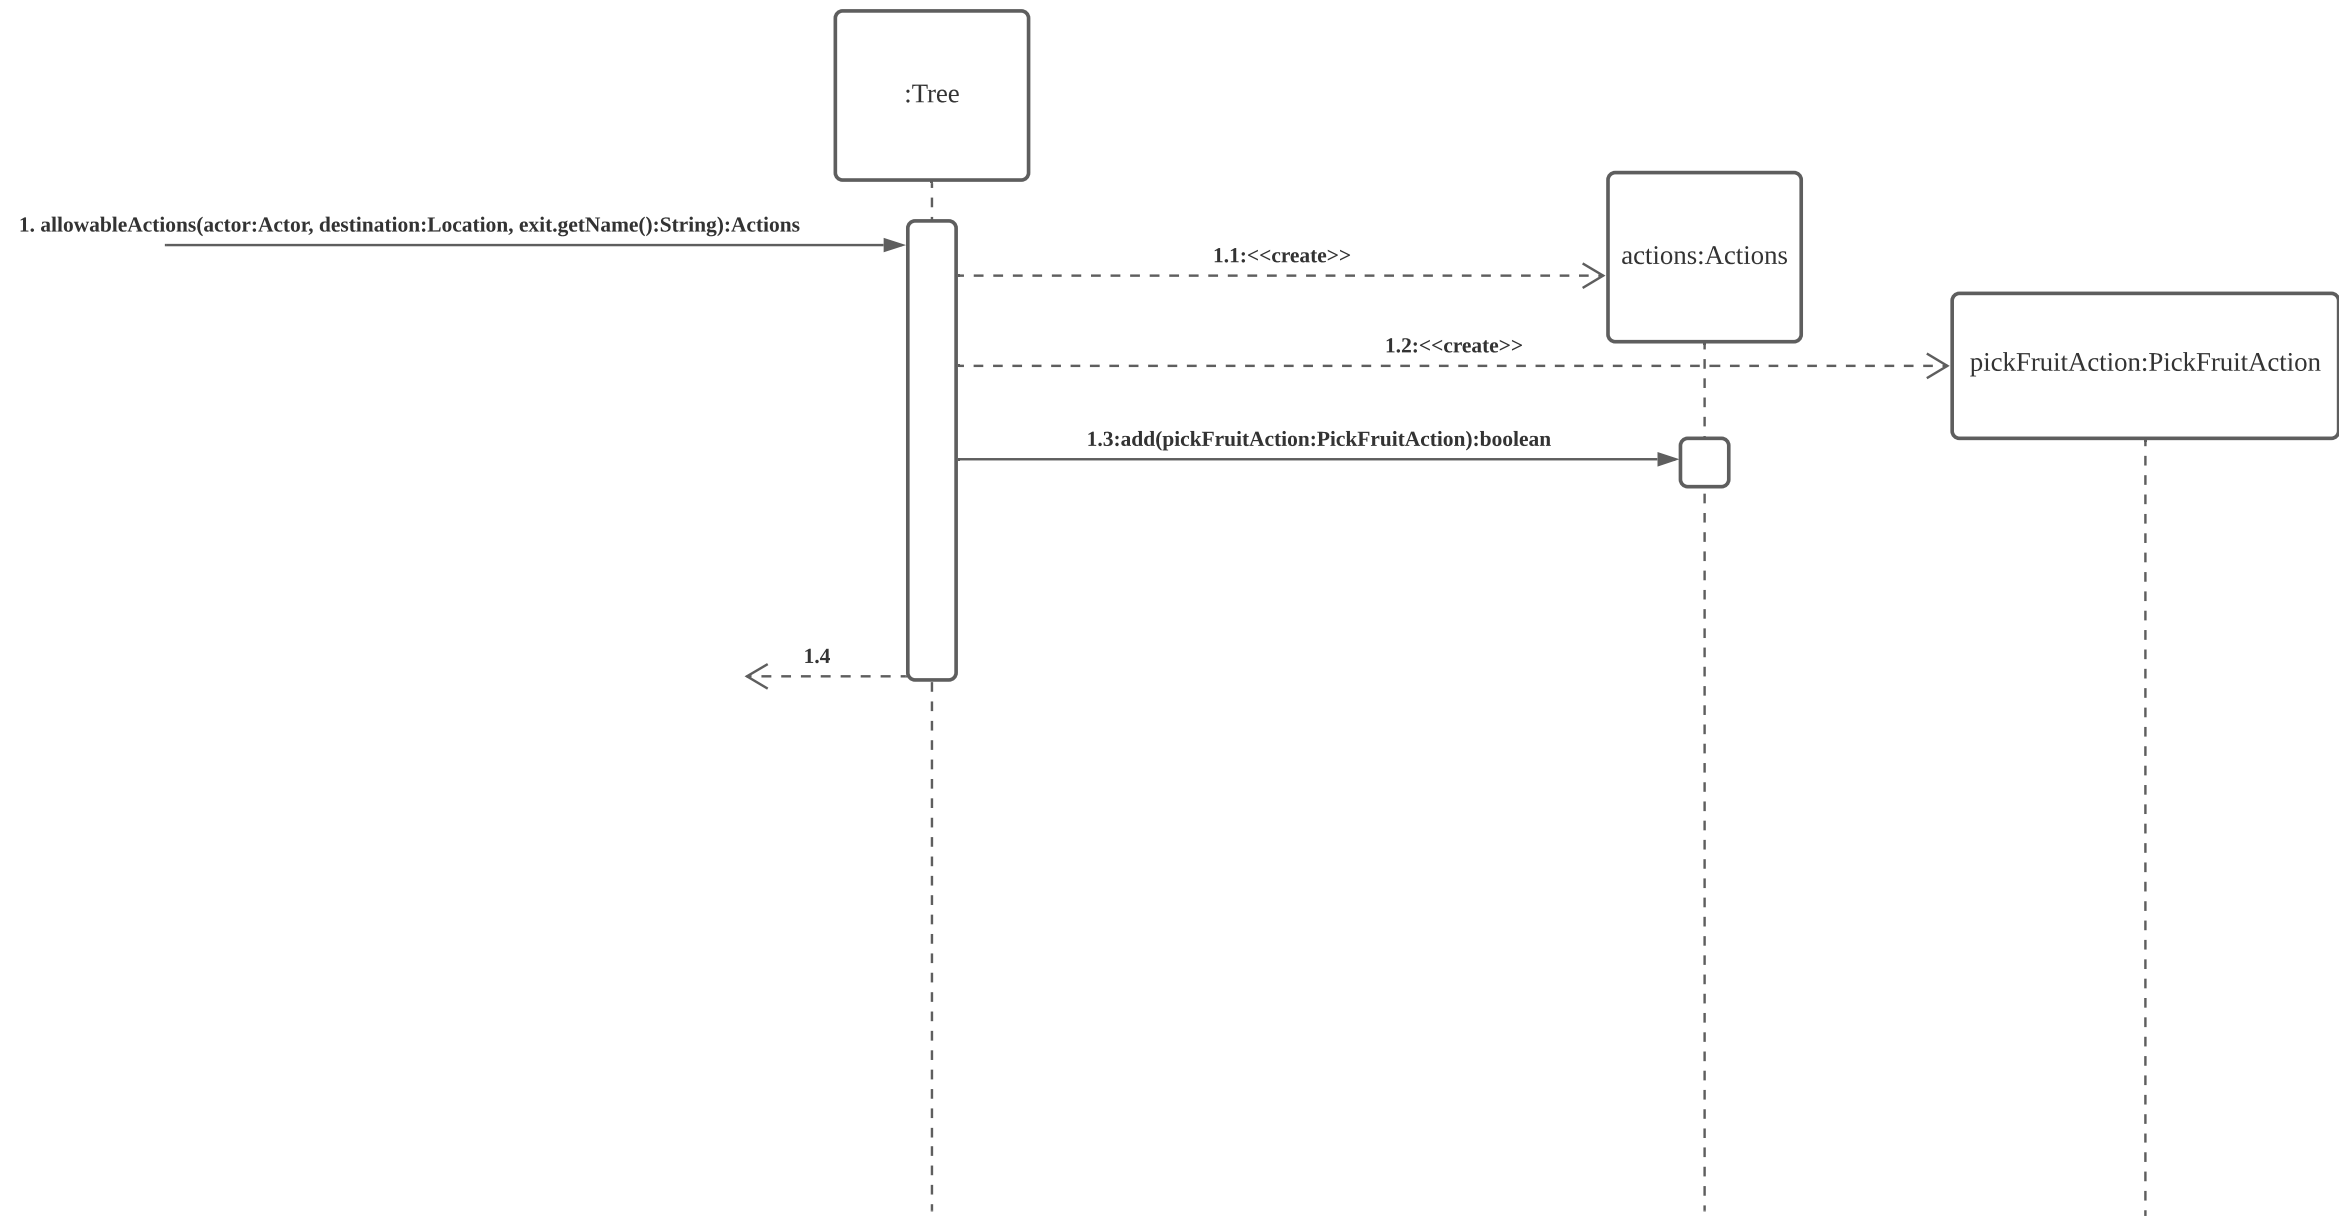 :Tree
1. allowableActions(actor:Actor, destination:Location, exit.getName():String):Actions
1.1:<<create>>
actions:Actions
1.2:<<create>>
pickFruitAction:PickFruitAction
1.3:add(pickFruitAction:PickFruitAction):boolean
1.4